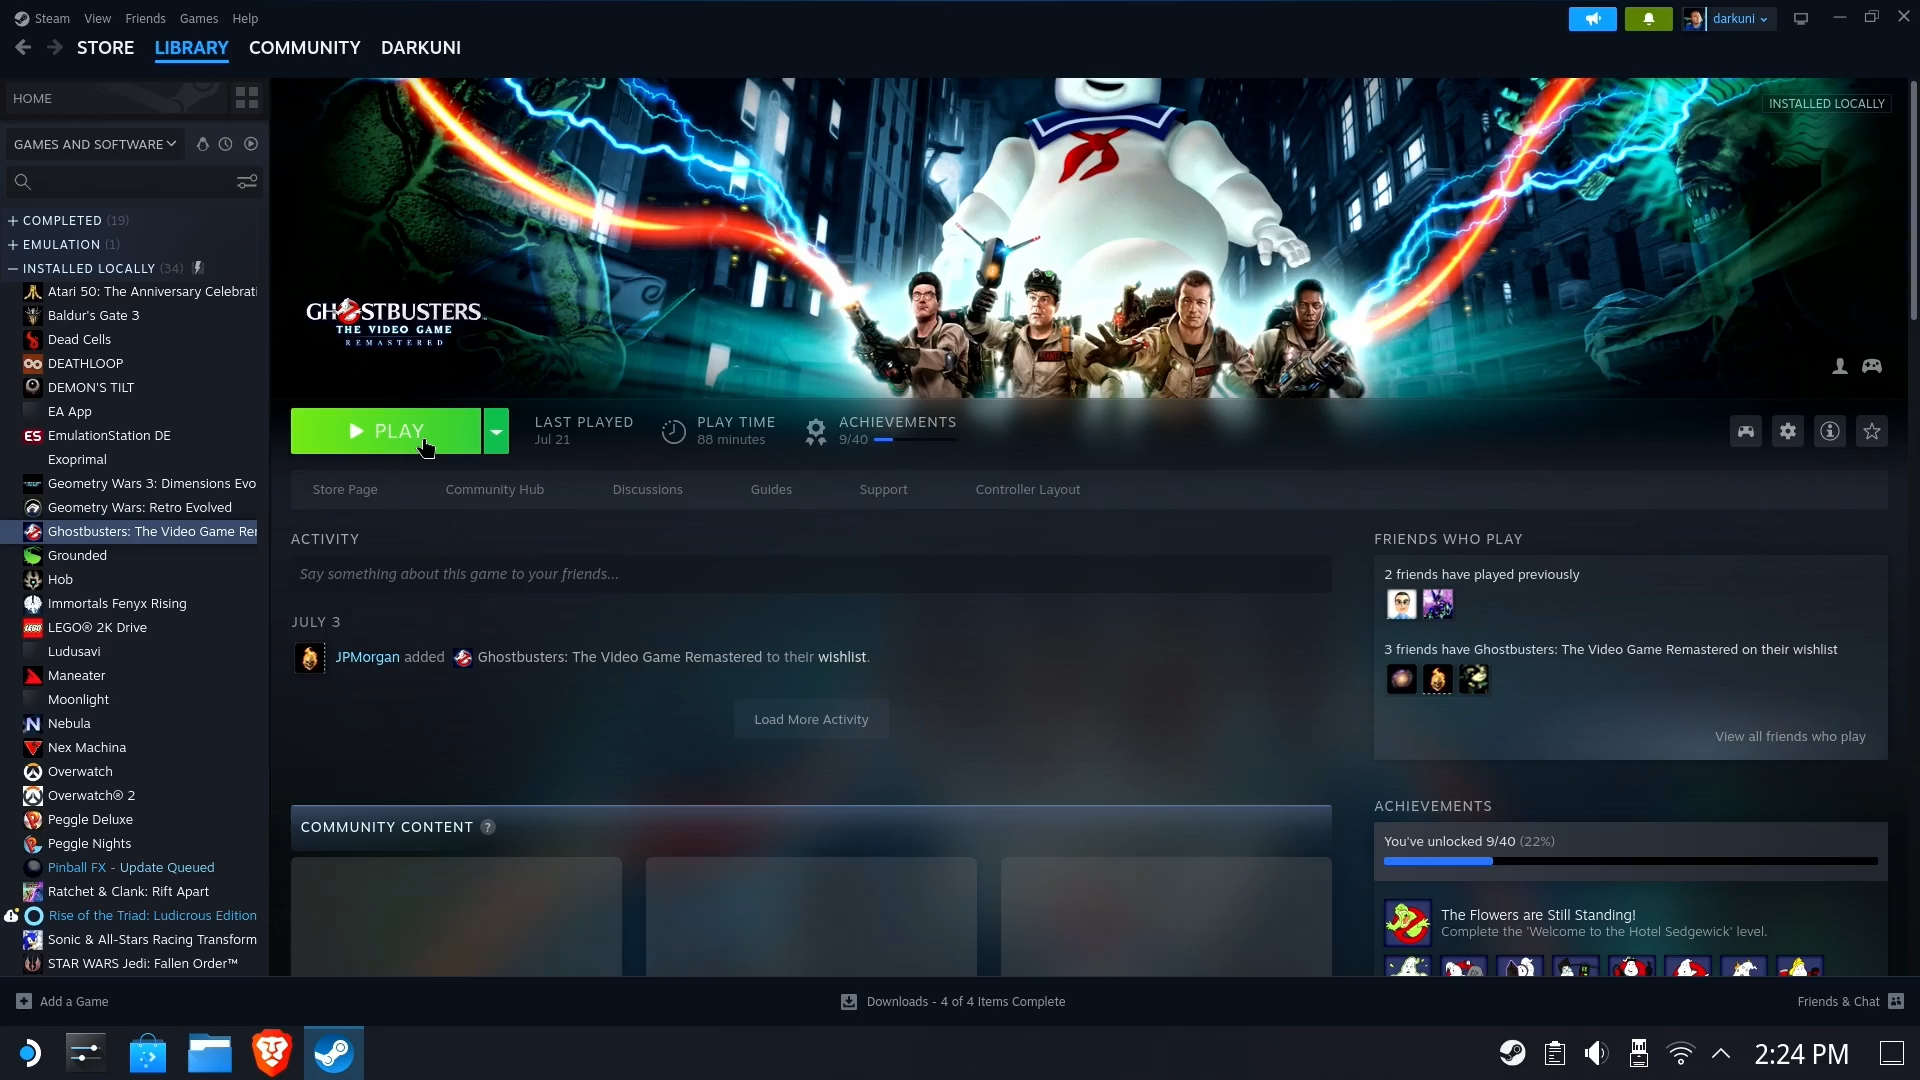 Steam View Friends Games Help
darkuni
STORE LIBRARY COMMUNITY DARKUNI
HOME
INSTALLED LOCALLY
GAMES AND SOFTWARE
COMPLETED (19)
EMULATION (1)
INSTALLED LOCALLY (34)
Atari 50: The Anniversary Celebrati
Baldur's Gate 3
Dead Cells
DEATHLOOP
DEMON'S TILT
EA App
ES EmulationStation DE
Exoprimal
Geometry Wars 3: Dimensions Evo
Geometry Wars: Retro Evolved
Ghostbusters: The Video Game Rer
Grounded
Hob
Immortals Fenyx Rising
LEGO® 2K Drive
Ludusavi
Maneater
Moonlight
Nebula
Nex Machina
Overwatch
Overwatch® 2
Peggle Deluxe
Peggle Nights
Pinball FX - Update Queued
Ratchet & Clank: Rift Apart
Rise of the Triad: Ludicrous Edition
Sonic & All-Stars Racing Transform
STAR WARS Jedi: Fallen Order™
GHOSTBUSTERS
THE VIDEO GAME
REMASTERED
PLAY
LAST PLAYED
Jul 21
PLAY TIME
88 minutes
ACHIEVEMENTS
9/40
Store Page Community Hub Discussions Guides Support Controller Layout
ACTIVITY
Say something about this game to your friends...
JULY 3
JPMorgan added Ghostbusters: The Video Game Remastered to their wishlist.
Load More Activity
COMMUNITY CONTENT ?
FRIENDS WHO PLAY
2 friends have played previously
3 friends have Ghostbusters: The Video Game Remastered on their wishlist
View all friends who play
ACHIEVEMENTS
You've unlocked 9/40 (22%)
The Flowers are Still Standing!
Complete the 'Welcome to the Hotel Sedgewick' level.
Add a Game
Downloads - 4 of 4 Items Complete
Friends & Chat
2:24 PM